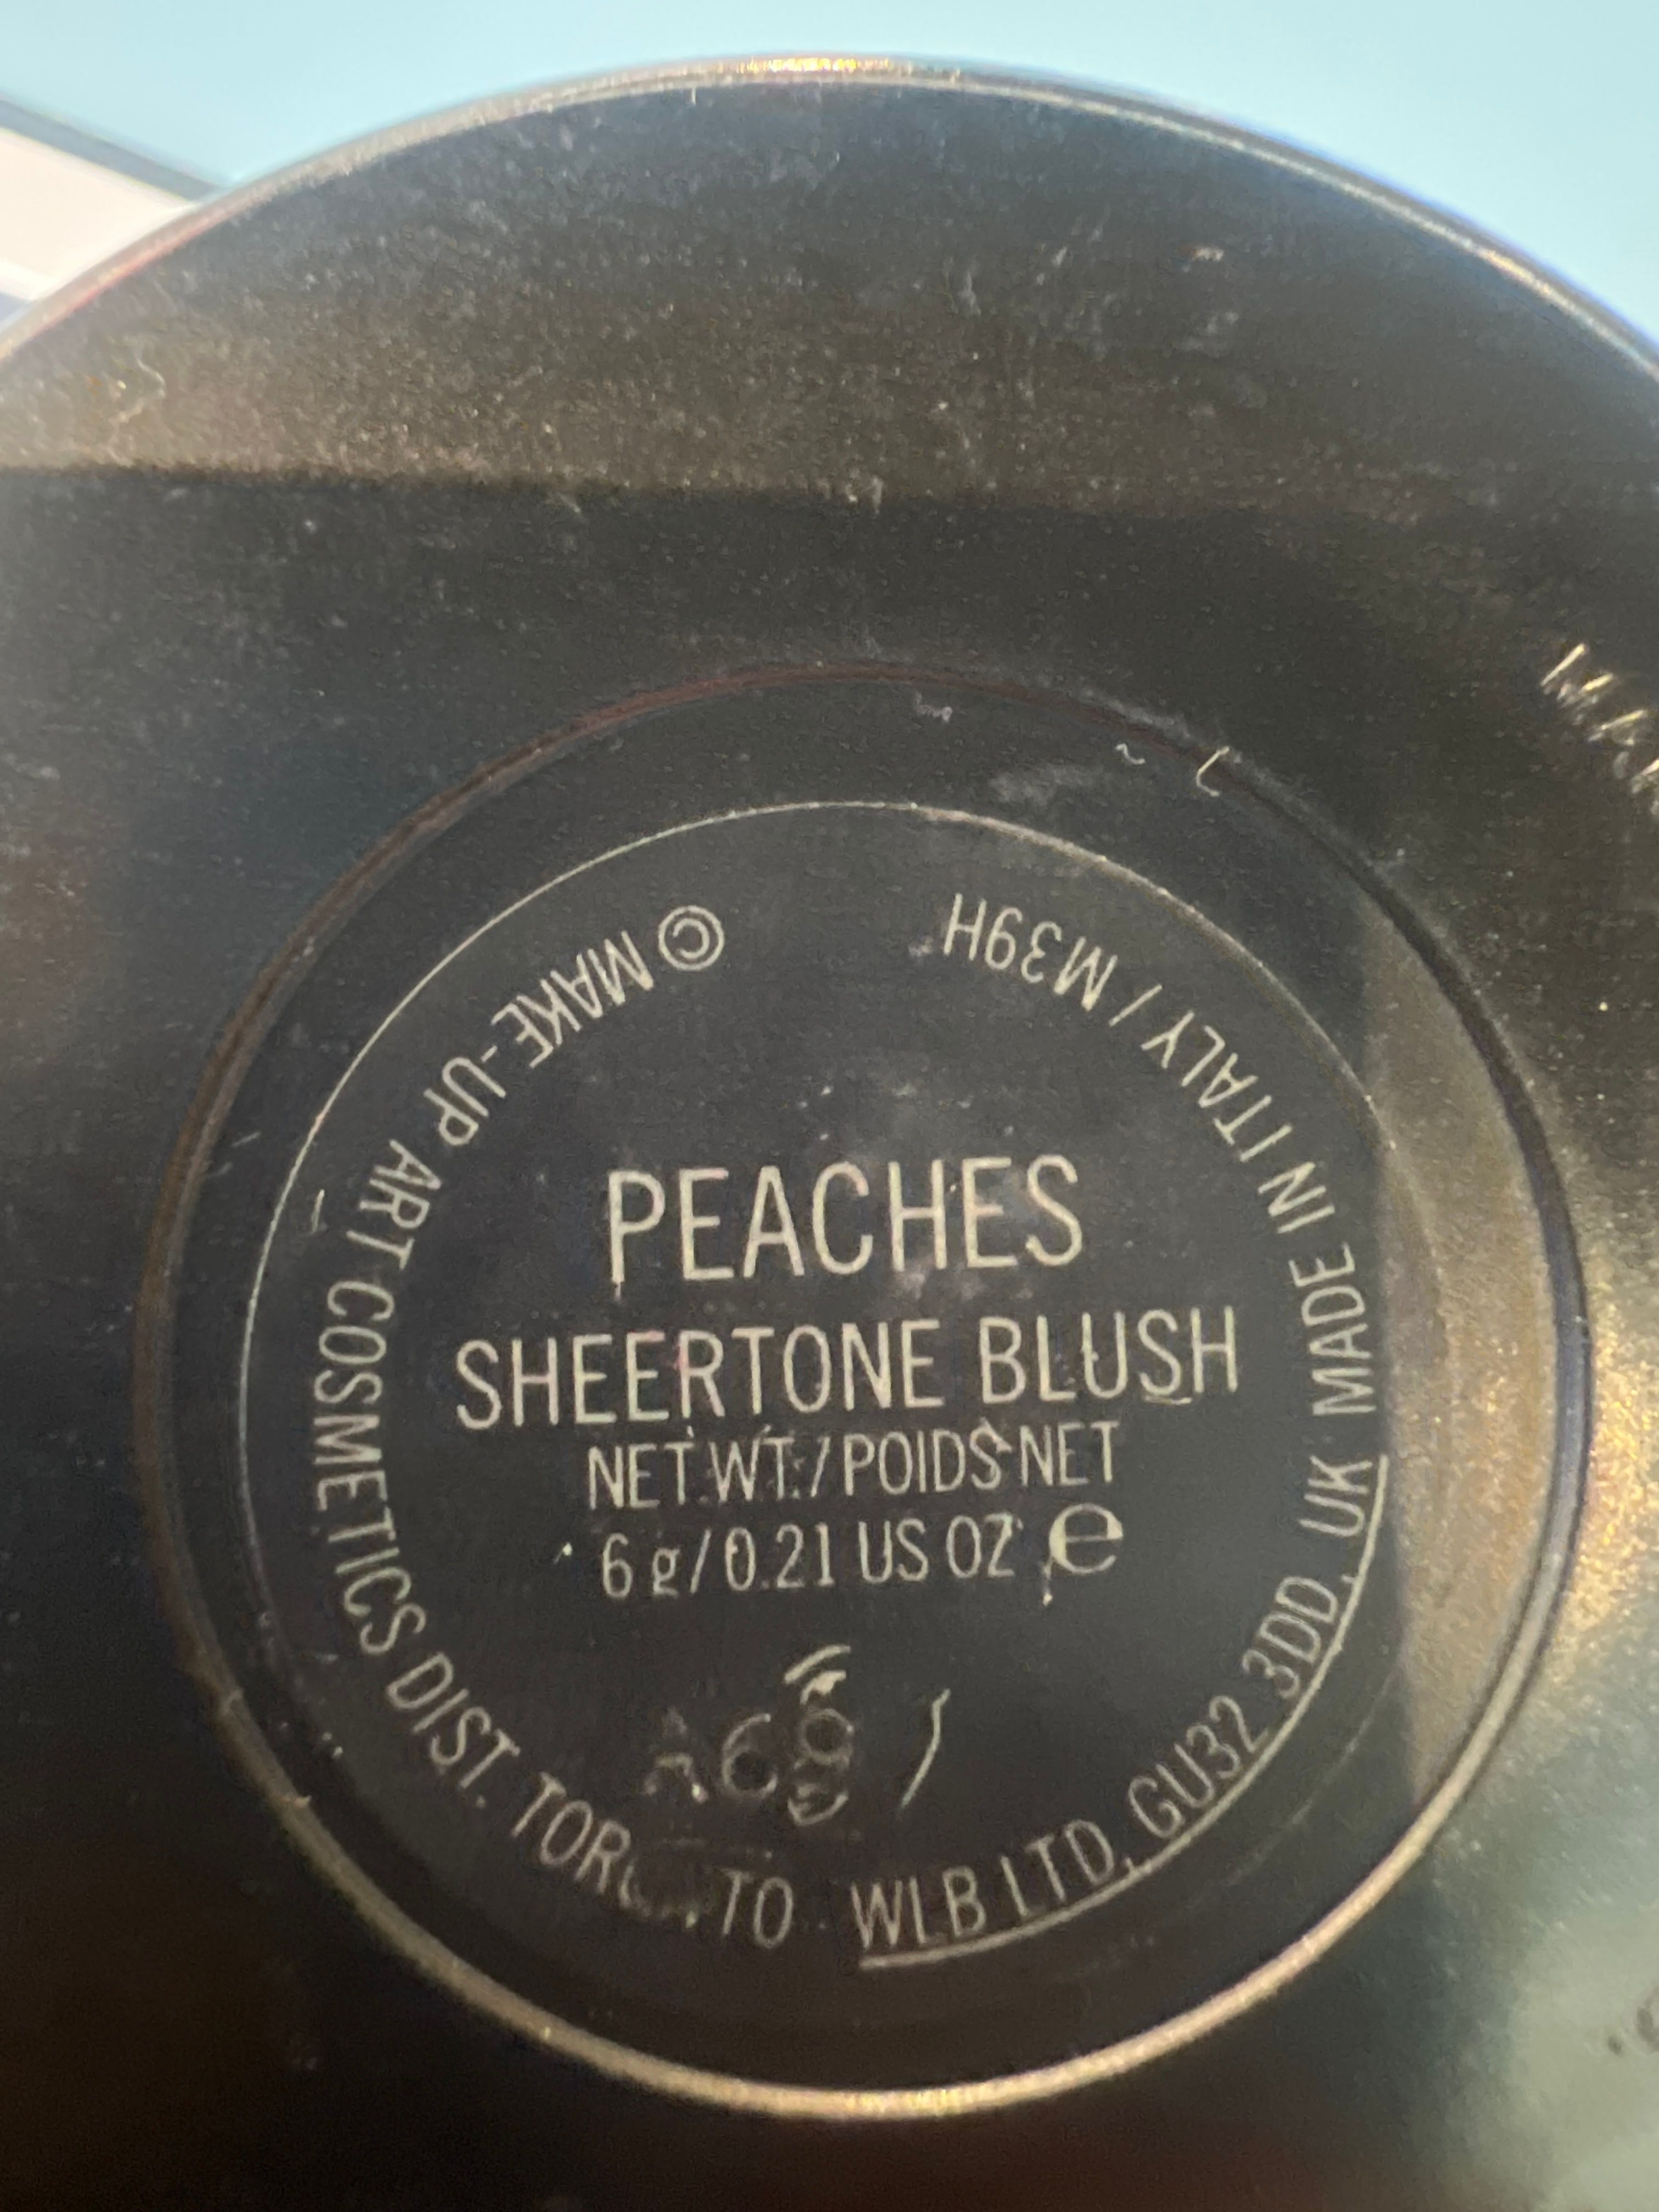 PEACHES
SHEERTONE BLUSH
NET WT./POIDS NET
6 g/0.21 US OZ e
© MAKE-UP ART COSMETICS DIST. TO WLB LTD, GU32 3DD, UK MADE IN ITALY / M39H